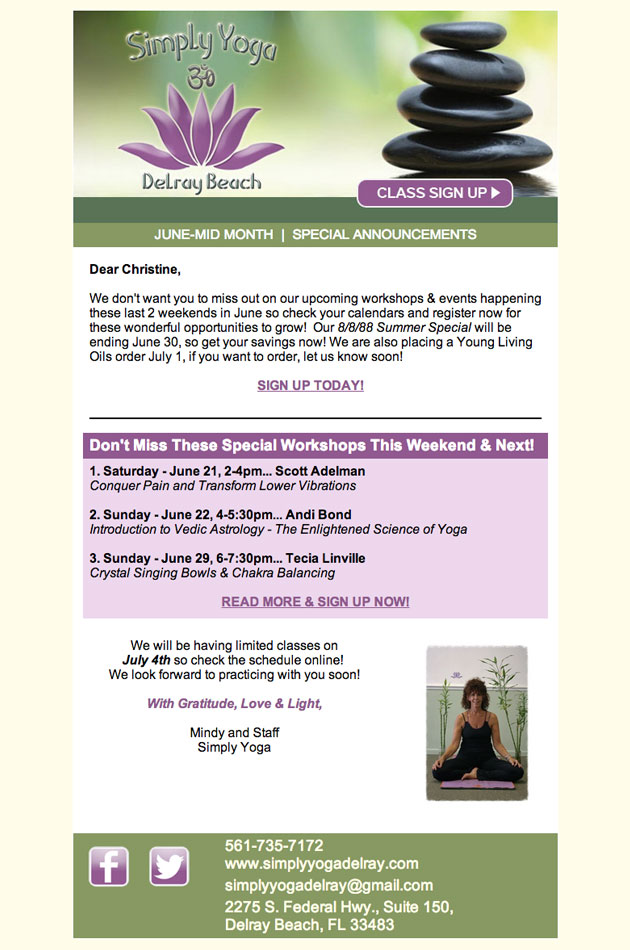 Simply Yoga
ॐ
DeLray Beach
CLASS SIGN UP
JUNE-MID MONTH | SPECIAL ANNOUNCEMENTS
Dear Christine,
We don't want you to miss out on our upcoming workshops & events happening
these last 2 weekends in June so check your calendars and register now for
these wonderful opportunities to grow! Our 8/8/88 Summer Special will be
ending June 30, so get your savings now! We are also placing a Young Living
Oils order July 1, if you want to order, let us know soon!
SIGN UP TODAY!
Don't Miss These Special Workshops This Weekend & Next!
1. Saturday - June 21, 2-4pm... Scott Adelman
Conquer Pain and Transform Lower Vibrations
2. Sunday - June 22, 4-5:30pm... Andi Bond
Introduction to Vedic Astrology - The Enlightened Science of Yoga
3. Sunday - June 29, 6-7:30pm... Tecia Linville
Crystal Singing Bowls & Chakra Balancing
READ MORE & SIGN UP NOW!
We will be having limited classes on
July 4th so check the schedule online!
We look forward to practicing with you soon!
With Gratitude, Love & Light,
Mindy and Staff
Simply Yoga
ॐ
561-735-7172
www.simplyyogadelray.com
simplyyogadelray@gmail.com
2275 S. Federal Hwy., Suite 150,
Delray Beach, FL 33483